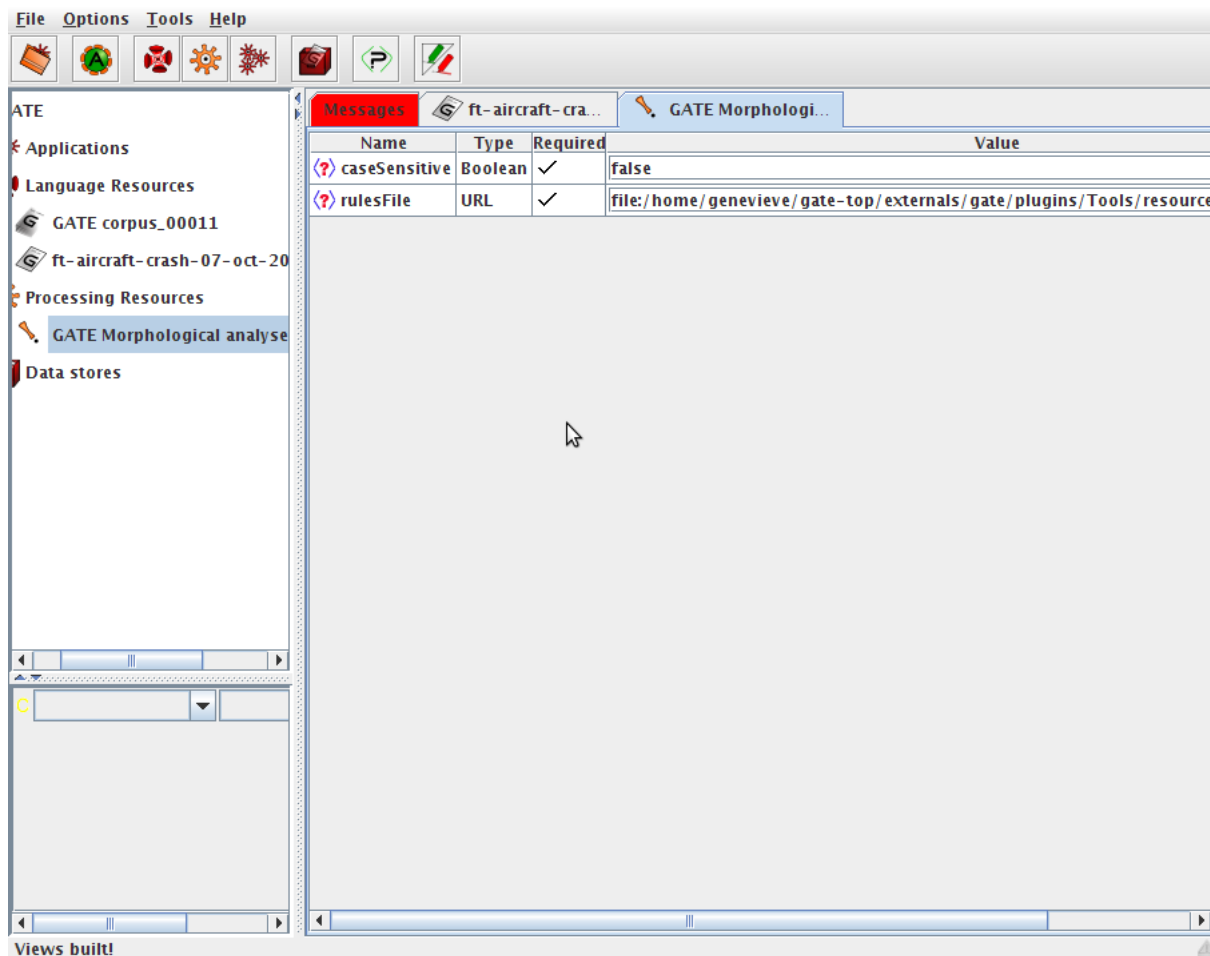 File Options Tools Help
ATE
Applications
Language Resources
GATE corpus_00011
ft-aircraft-crash-07-oct-20
Processing Resources
GATE Morphological analyse
Data stores
C
Messages ft-aircraft-cra... GATE Morphologi...
Name Type Required Value
<?> caseSensitive Boolean ✓ false
<?> rulesFile URL ✓ file:/home/genevieve/gate-top/externals/gate/plugins/Tools/resource
Views built!